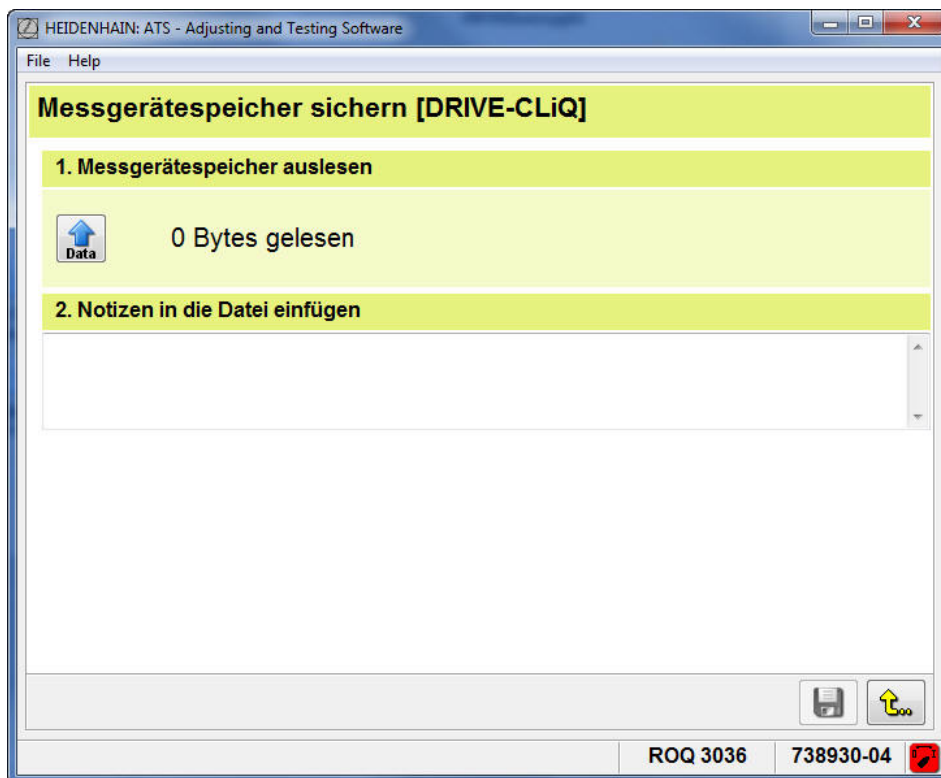 HEIDENHAIN: ATS - Adjusting and Testing Software
File Help
Messgerätespeicher sichern [DRIVE-CLiQ]
1. Messgerätespeicher auslesen
Data
0 Bytes gelesen
2. Notizen in die Datei einfügen
ROQ 3036 738930-04